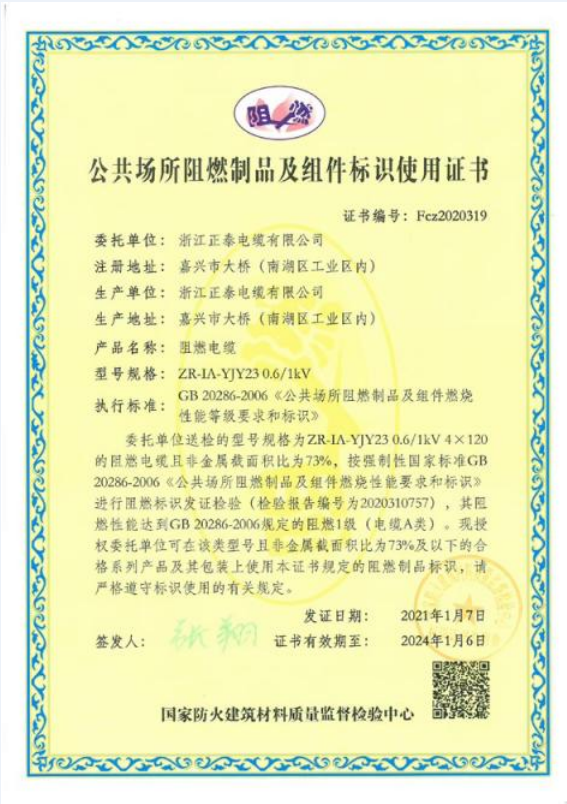 阻燃
公共场所阻燃制品及组件标识使用证书
证书编号：Fcz2020319
委托单位：浙江正泰电缆有限公司
注册地址：嘉兴市大桥（南湖区工业区内）
生产单位：浙江正泰电缆有限公司
生产地址：嘉兴市大桥（南湖区工业区内）
产品名称：阻燃电缆
型号规格：ZR-IA-YJY23 0.6/1kV
执行标准：GB 20286-2006《公共场所阻燃制品及组件燃烧
性能等级要求和标识》
委托单位送检的型号规格为ZR-IA-YJY23 0.6/1kV 4×120
的阻燃电缆且非金属截面积比为73%，按强制性国家标准GB
20286-2006《公共场所阻燃制品及组件燃烧性能要求和标识》
进行阻燃标识发证检验（检验报告编号为2020310757），其阻
燃性能达到GB 20286-2006规定的阻燃1级（电缆A类）。现授
权委托单位可在该类型号且非金属截面积比为73%及以下的合
格系列产品及其包装上使用本证书规定的阻燃制品标识，请
严格遵守标识使用的有关规定。
发证日期：2021年1月7日
签发人：
证书有效期至：2024年1月6日
国家防火建筑材料质量监督检验中心